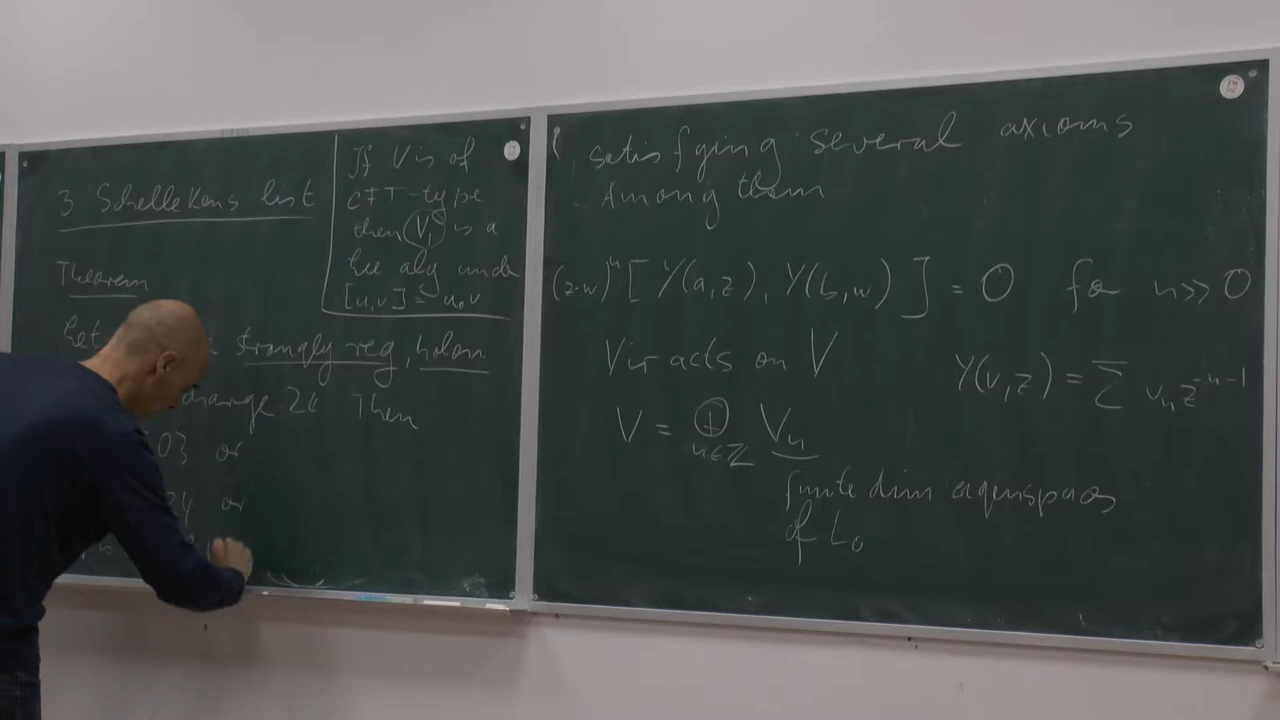 3 Schellekens list
Theorem
Let strongly reg, holom
charge 24 Then
0} or
24 or
If V is of
CFT-type
then V₁ is a
Lie alg under
[u,v] = u₀v
satisfying several axioms
Among them
(z-w)ⁿ [ Y(a,z), Y(b,w) ] = 0 for n >> 0
Vir acts on V
Y(v,z) = ∑ vₙ z⁻ⁿ⁻¹
V = ⊕ Vₙ
n∈ℤ
finite dim eigenspaces
of L₀